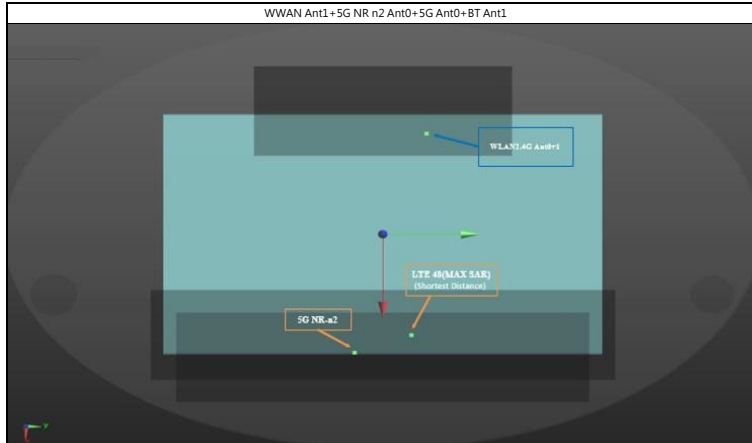 WWAN Ant1+5G NR n2 Ant0+5G Ant0+BT Ant1
WLAN2.4G Ant0+1
LTE 48(MAX SAR)
(Shortest Distance)
5G NR-n2